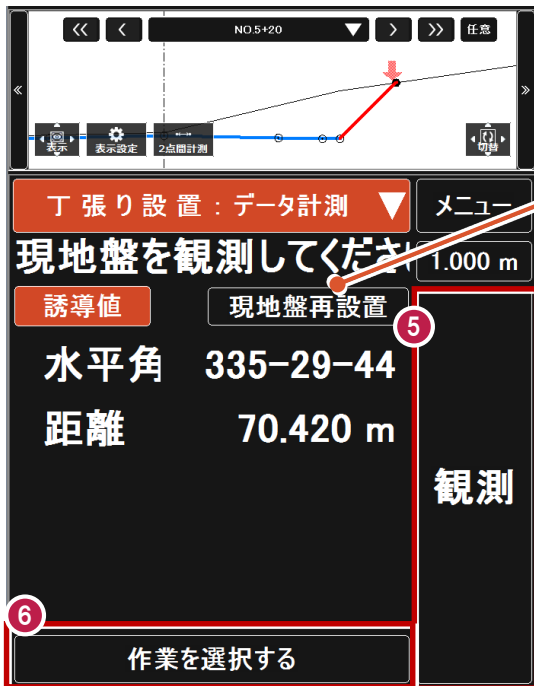 << < NO.5+20 ▼ > >> 任意
« »
表示 表示設定 2点間計測 切替
丁張り設置:データ計測 ▼ メニュー
現地盤を観測してくださ 1.000 m
誘導値 現地盤再設置
5
水平角 335-29-44
距離 70.420 m
観測
6
作業を選択する